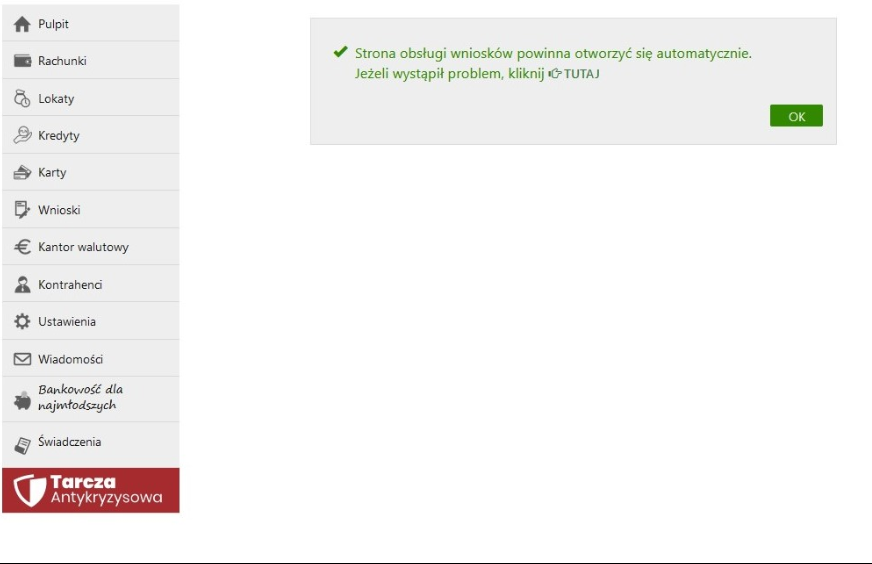 Pulpit
Rachunki
Lokaty
Kredyty
Karty
Wnioski
Kantor walutowy
Kontrahenci
Ustawienia
Wiadomości
Bankowość dla
najmłodszych
Świadczenia
Tarcza
Antykryzysowa
Strona obsługi wniosków powinna otworzyć się automatycznie.
Jeżeli wystąpił problem, kliknij TUTAJ
OK